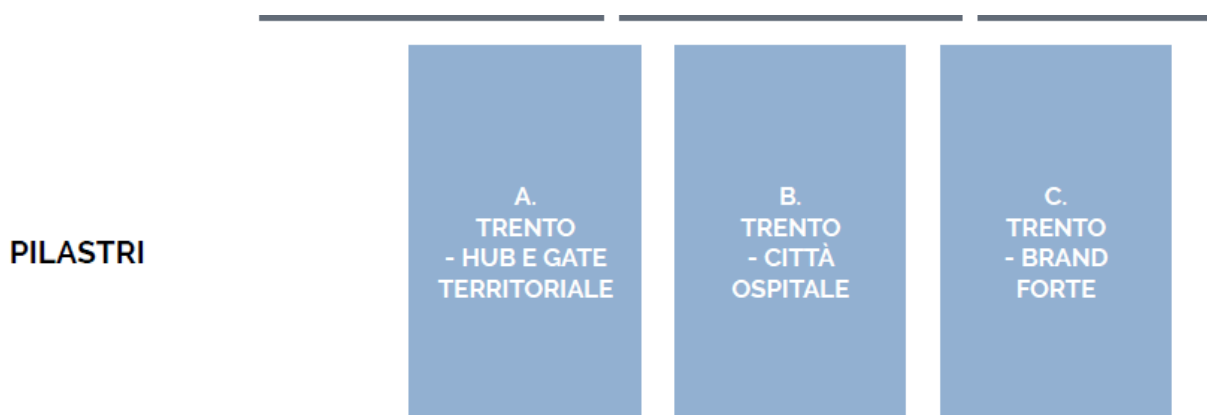 PILASTRI
A.
TRENTO
- HUB E GATE
TERRITORIALE
B.
TRENTO
- CITTÀ
OSPITALE
C.
TRENTO
- BRAND
FORTE